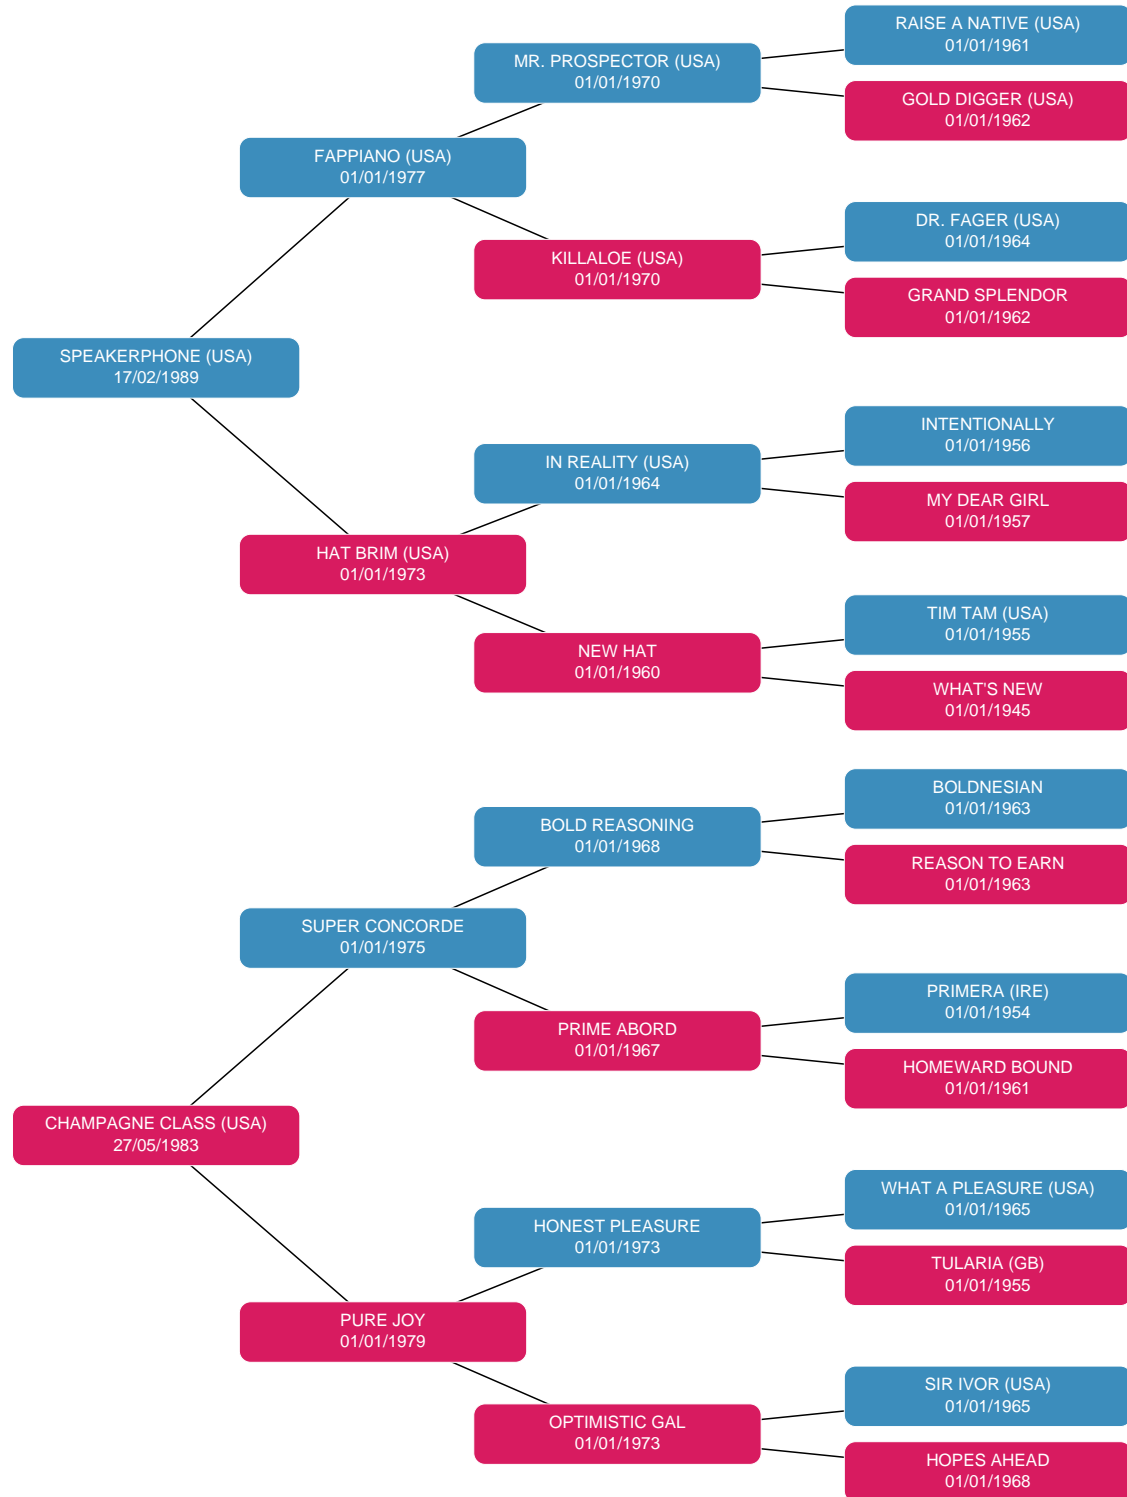 RAISE A NATIVE (USA)
01/01/1961
MR. PROSPECTOR (USA)
01/01/1970
GOLD DIGGER (USA)
01/01/1962
FAPPIANO (USA)
01/01/1977
DR. FAGER (USA)
01/01/1964
KILLALOE (USA)
01/01/1970
GRAND SPLENDOR
01/01/1962
SPEAKERPHONE (USA)
17/02/1989
INTENTIONALLY
01/01/1956
IN REALITY (USA)
01/01/1964
MY DEAR GIRL
01/01/1957
HAT BRIM (USA)
01/01/1973
TIM TAM (USA)
01/01/1955
NEW HAT
01/01/1960
WHAT'S NEW
01/01/1945
BOLDNESIAN
01/01/1963
BOLD REASONING
01/01/1968
REASON TO EARN
01/01/1963
SUPER CONCORDE
01/01/1975
PRIMERA (IRE)
01/01/1954
PRIME ABORD
01/01/1967
HOMEWARD BOUND
01/01/1961
CHAMPAGNE CLASS (USA)
27/05/1983
WHAT A PLEASURE (USA)
01/01/1965
HONEST PLEASURE
01/01/1973
TULARIA (GB)
01/01/1955
PURE JOY
01/01/1979
SIR IVOR (USA)
01/01/1965
OPTIMISTIC GAL
01/01/1973
HOPES AHEAD
01/01/1968